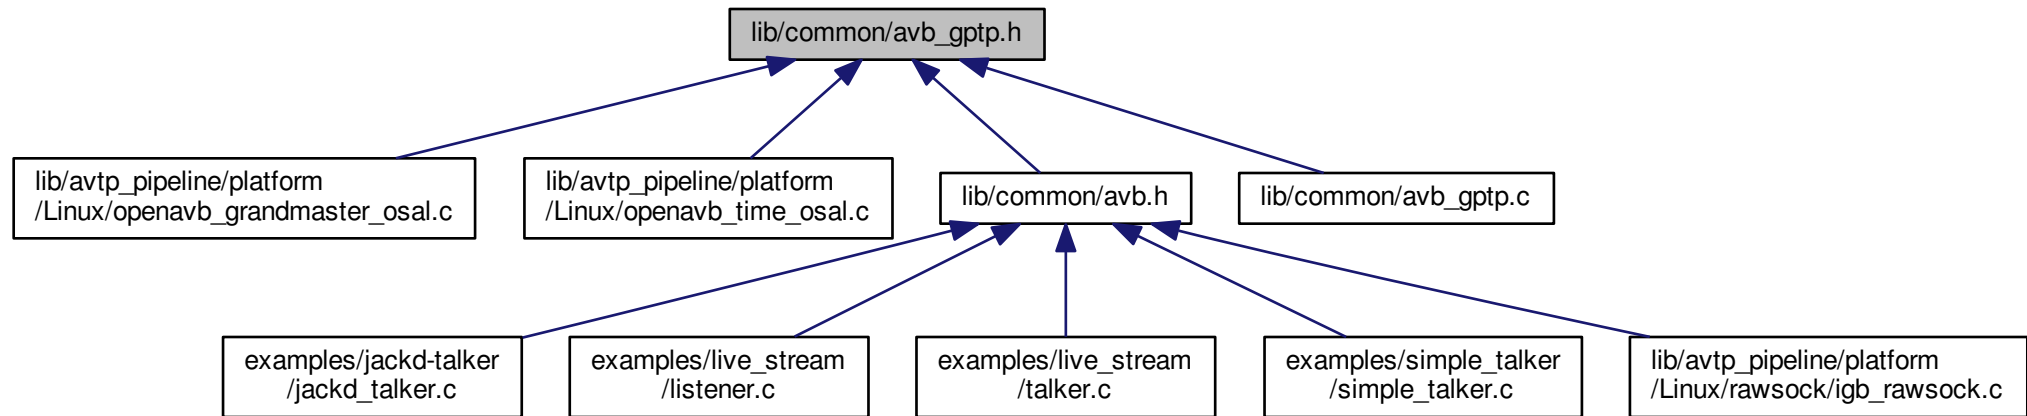 lib/common/avb_gptp.h
lib/avtp_pipeline/platform
/Linux/openavb_grandmaster_osal.c
lib/avtp_pipeline/platform
/Linux/openavb_time_osal.c
lib/common/avb.h
lib/common/avb_gptp.c
examples/jackd-talker
/jackd_talker.c
examples/live_stream
/listener.c
examples/live_stream
/talker.c
examples/simple_talker
/simple_talker.c
lib/avtp_pipeline/platform
/Linux/rawsock/igb_rawsock.c